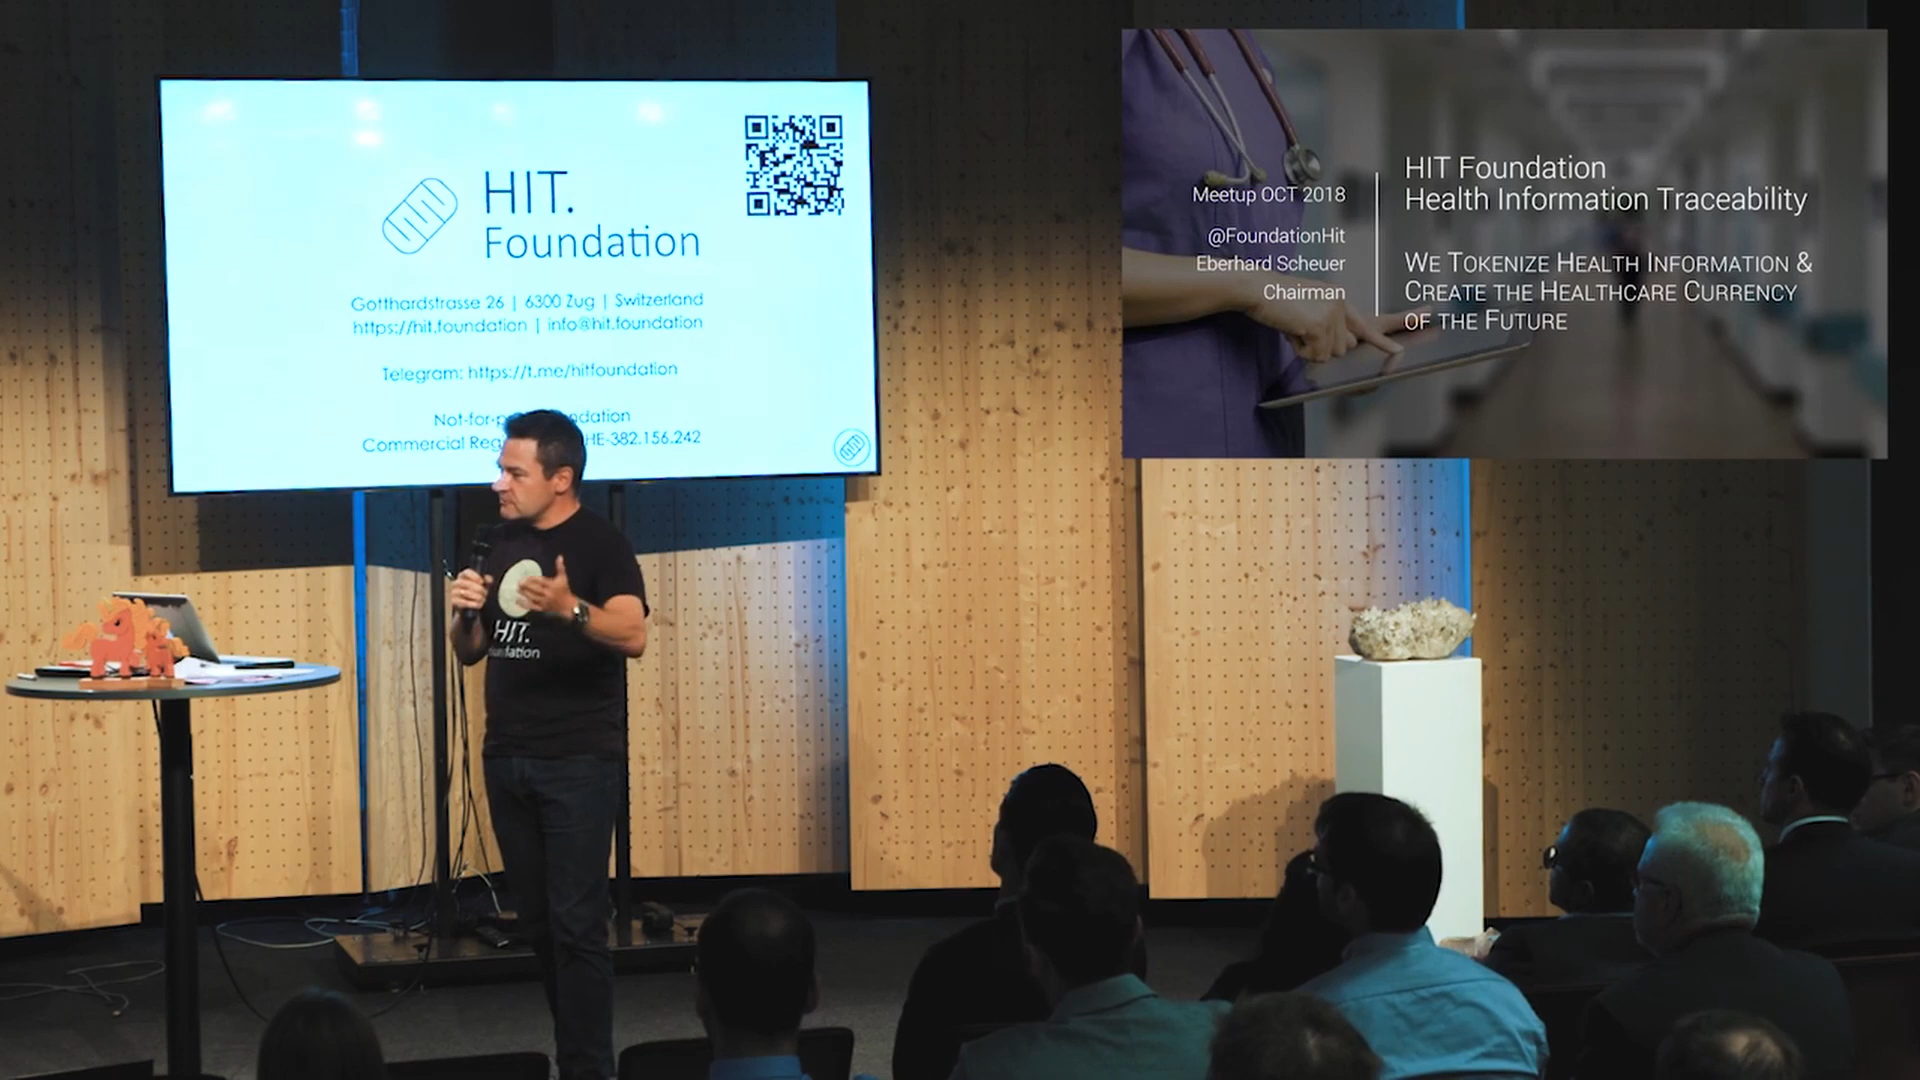 HIT.
Foundation
Gotthardstrasse 26 | 6300 Zug | Switzerland
https://hit.foundation | info@hit.foundation
Telegram: https://t.me/hitfoundation
Not-for-p ndation
Commercial Reg HE-382.156.242
HIT.
undation
Meetup OCT 2018
@FoundationHit
Eberhard Scheuer
Chairman
HIT Foundation
Health Information Traceability
WE TOKENIZE HEALTH INFORMATION &
CREATE THE HEALTHCARE CURRENCY
OF THE FUTURE